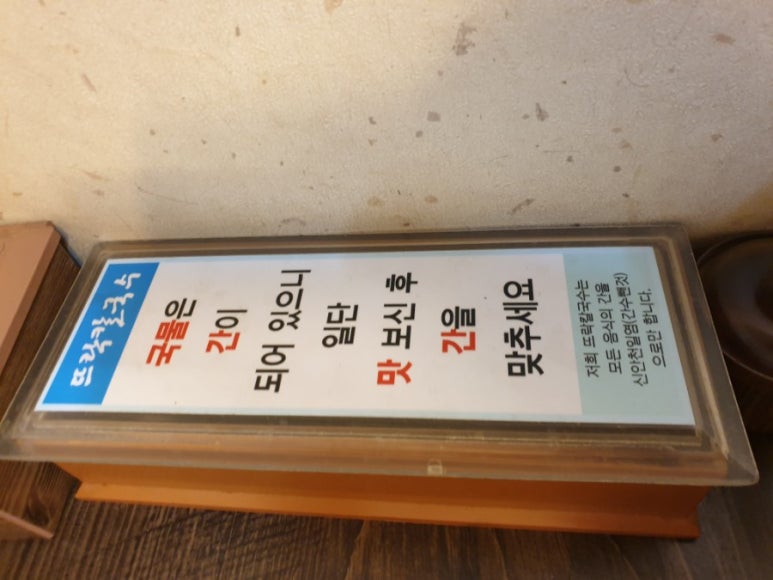 뜨락칼국수
국물은
간이
되어 있으니
일단
맛 보신 후
간을
맞추세요
저희 뜨락칼국수는
모든 음식의 간을
신안천일염(간수뺀것)
으로만 합니다.